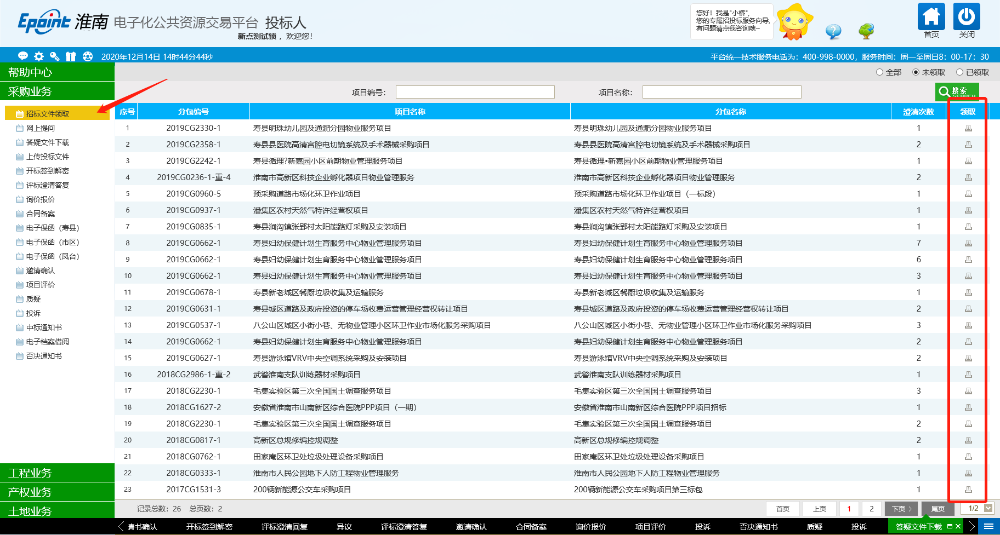 Epoint 淮南 电子化公共资源交易平台 投标人
新点测试锁 ，欢迎您！
您好！我是"小桥",
您的专属招投标服务向导,
有问题请点我咨询哦~
首页
关闭
2020年12月14日 14时44分44秒
平台统一技术服务电话为：400-998-0000，服务时间：周一至周日8：00-17：30
帮助中心
采购业务
招标文件领取
网上提问
答疑文件下载
上传投标文件
开标签到解密
评标澄清答复
询价报价
合同备案
电子保函（寿县）
电子保函（市区）
电子保函（凤台）
邀请确认
项目评价
质疑
投诉
中标通知书
电子档案借阅
否决通知书
工程业务
产权业务
土地业务
全部 未领取 已领取
项目编号： 项目名称： 搜索 SEARCH
序号 分包编号 项目名称 分包名称 澄清次数 领取
1 2019CG2330-1 寿县明珠幼儿园及通淝分园物业服务项目 寿县明珠幼儿园及通淝分园物业服务项目 1
2 2019CG2358-1 寿县县医院高清宫腔电切镜系统及手术器械采购项目 寿县县医院高清宫腔电切镜系统及手术器械采购项目 2
3 2019CG2242-1 寿县循理?新嘉园小区前期物业管理服务项目 寿县循理•新嘉园小区前期物业管理服务项目 1
4 2019CG0236-1-重-4 淮南市高新区科技企业孵化器项目物业管理服务 淮南市高新区科技企业孵化器项目物业管理服务 2
5 2019CG0960-5 预采购道路市场化环卫作业项目 预采购道路市场化环卫作业项目（一标段） 1
6 2019CG0937-1 潘集区农村天然气特许经营权项目 潘集区农村天然气特许经营权项目 1
7 2019CG0835-1 寿县涧沟镇张郢村太阳能路灯采购及安装项目 寿县涧沟镇张郢村太阳能路灯采购及安装项目 1
8 2019CG0662-1 寿县妇幼保健计划生育服务中心物业管理服务项目 寿县妇幼保健计划生育服务中心物业管理服务项目 7
9 2019CG0662-1 寿县妇幼保健计划生育服务中心物业管理服务项目 寿县妇幼保健计划生育服务中心物业管理服务项目 6
10 2019CG0662-1 寿县妇幼保健计划生育服务中心物业管理服务项目 寿县妇幼保健计划生育服务中心物业管理服务项目 3
11 2019CG0678-1 寿县新老城区餐厨垃圾收集及运输服务 寿县新老城区餐厨垃圾收集及运输服务 1
12 2019CG0631-1 寿县城区道路及政府投资的停车场收费运营管理经营权转让项目 寿县城区道路及政府投资的停车场收费运营管理经营权转让项目 2
13 2019CG0537-1 八公山区城区小街小巷、无物业管理小区环卫作业市场化服务采购项目 八公山区城区小街小巷、无物业管理小区环卫作业市场化服务采购项目 3
14 2019CG0662-1 寿县妇幼保健计划生育服务中心物业管理服务项目 寿县妇幼保健计划生育服务中心物业管理服务项目 2
15 2019CG0627-1 寿县游泳馆VRV中央空调系统采购及安装项目 寿县游泳馆VRV中央空调系统采购及安装项目 2
16 2018CG2986-1-重-2 武警淮南支队训练器材采购项目 武警淮南支队训练器材采购项目 1
17 2018CG2230-1 毛集实验区第三次全国国土调查服务项目 毛集实验区第三次全国国土调查服务项目 3
18 2018CG1627-2 安徽省淮南市山南新区综合医院PPP项目（一期） 安徽省淮南市山南新区综合医院PPP项目招标 1
19 2018CG2230-1 毛集实验区第三次全国国土调查服务项目 毛集实验区第三次全国国土调查服务项目 2
20 2018CG0817-1 高新区总规修编控规调整 高新区总规修编控规调整 2
21 2018CG0762-1 田家庵区环卫处垃圾处理设备采购项目 田家庵区环卫处垃圾处理设备采购项目 1
22 2018CG0333-1 淮南市人民公园地下人防工程物业管理服务 淮南市人民公园地下人防工程物业管理服务 1
23 2017CG1531-3 200辆新能源公交车采购项目 200辆新能源公交车采购项目第三标包 1
记录总数：26 总页数：2
首页 上页 1 2 下页 尾页 1/2
请书确认 开标签到解密 评标澄清回复 异议 评标澄清答复 邀请确认 合同备案 询价报价 项目评价 投诉 否决通知书 质疑 投诉 答疑文件下载